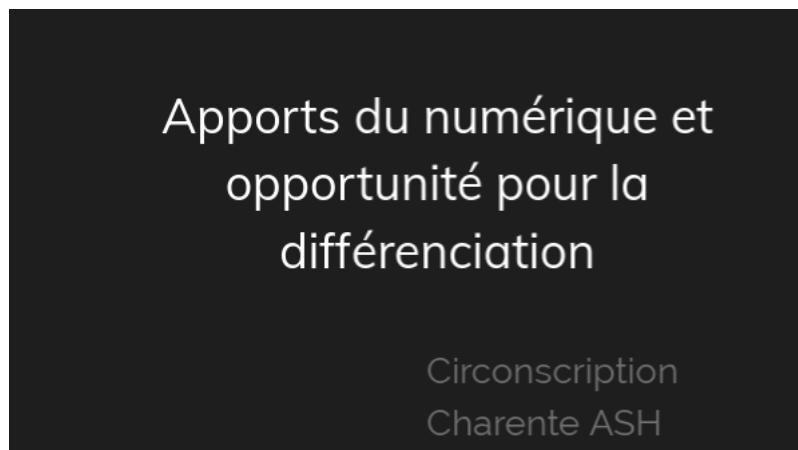 Apports du numérique et
opportunité pour la
différenciation
Circonscription
Charente ASH